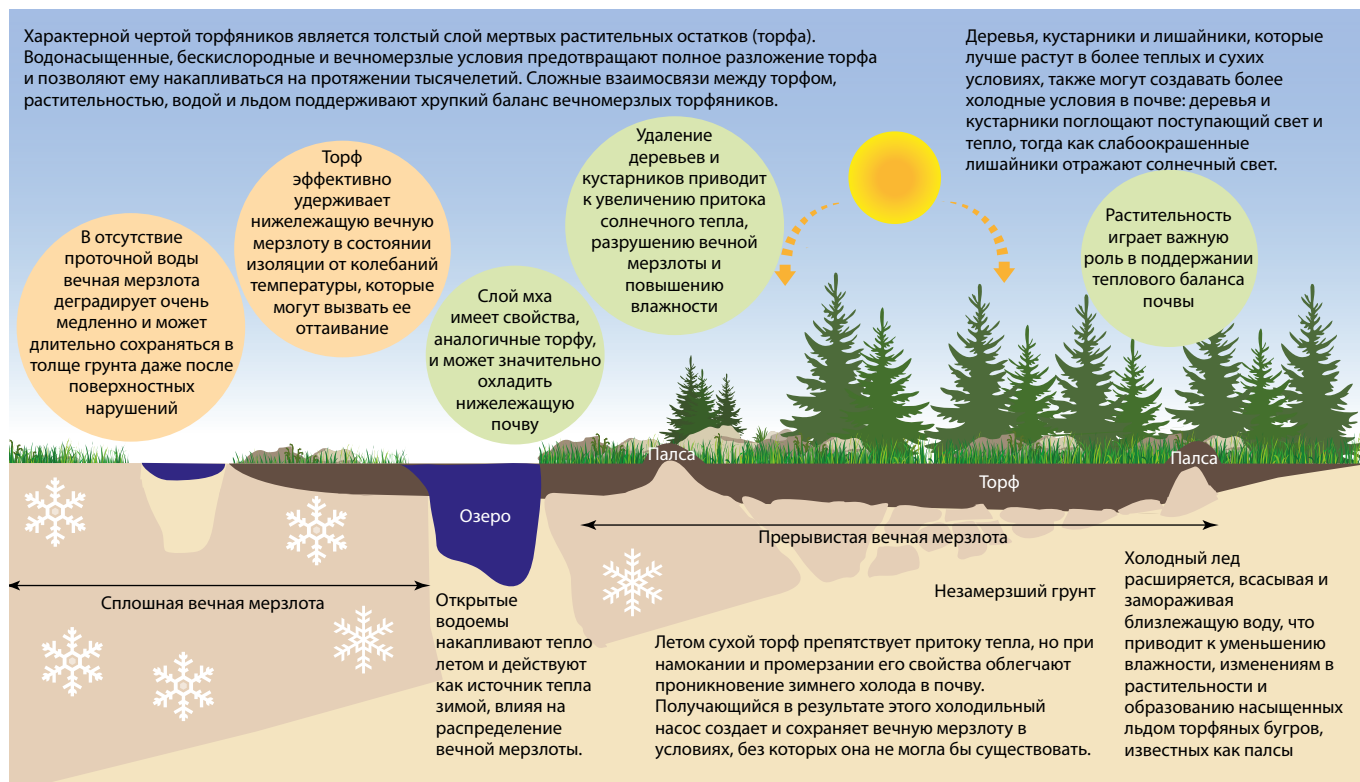 Характерной чертой торфяников является толстый слой мертвых растительных остатков (торфа).
Водонасыщенные, бескислородные и вечномерзлые условия предотвращают полное разложение торфа
и позволяют ему накапливаться на протяжении тысячелетий. Сложные взаимосвязи между торфом,
растительностью, водой и льдом поддерживают хрупкий баланс вечномерзлых торфяников.
Деревья, кустарники и лишайники, которые
лучше растут в более теплых и сухих
условиях, также могут создавать более
холодные условия в почве: деревья и
кустарники поглощают поступающий свет и
тепло, тогда как слабоокрашенные
лишайники отражают солнечный свет.
В отсутствие
проточной воды
вечная мерзлота
деградирует очень
медленно и может
длительно сохраняться в
толще грунта даже после
поверхностных
нарушений
Торф
эффективно
удерживает
нижележащую вечную
мерзлоту в состоянии
изоляции от колебаний
температуры, которые
могут вызвать ее
оттаивание
Слой мха
имеет свойства,
аналогичные торфу,
и может значительно
охладить
нижележащую
почву
Удаление
деревьев и
кустарников приводит
к увеличению притока
солнечного тепла,
разрушению вечной
мерзлоты и
повышению
влажности
Растительность
играет важную
роль в поддержании
теплового баланса
почвы
Палса
Палса
Торф
Озеро
Прерывистая вечная мерзлота
Сплошная вечная мерзлота
Незамерзший грунт
Открытые
водоемы
накапливают тепло
летом и действуют
как источник тепла
зимой, влияя на
распределение
вечной мерзлоты.
Летом сухой торф препятствует притоку тепла, но при
намокании и промерзании его свойства облегчают
проникновение зимнего холода в почву.
Получающийся в результате этого холодильный
насос создает и сохраняет вечную мерзлоту в
условиях, без которых она не могла бы существовать.
Холодный лед
расширяется, всасывая и
замораживая
близлежащую воду, что
приводит к уменьшению
влажности, изменениям в
растительности и
образованию насыщенных
льдом торфяных бугров,
известных как палсы